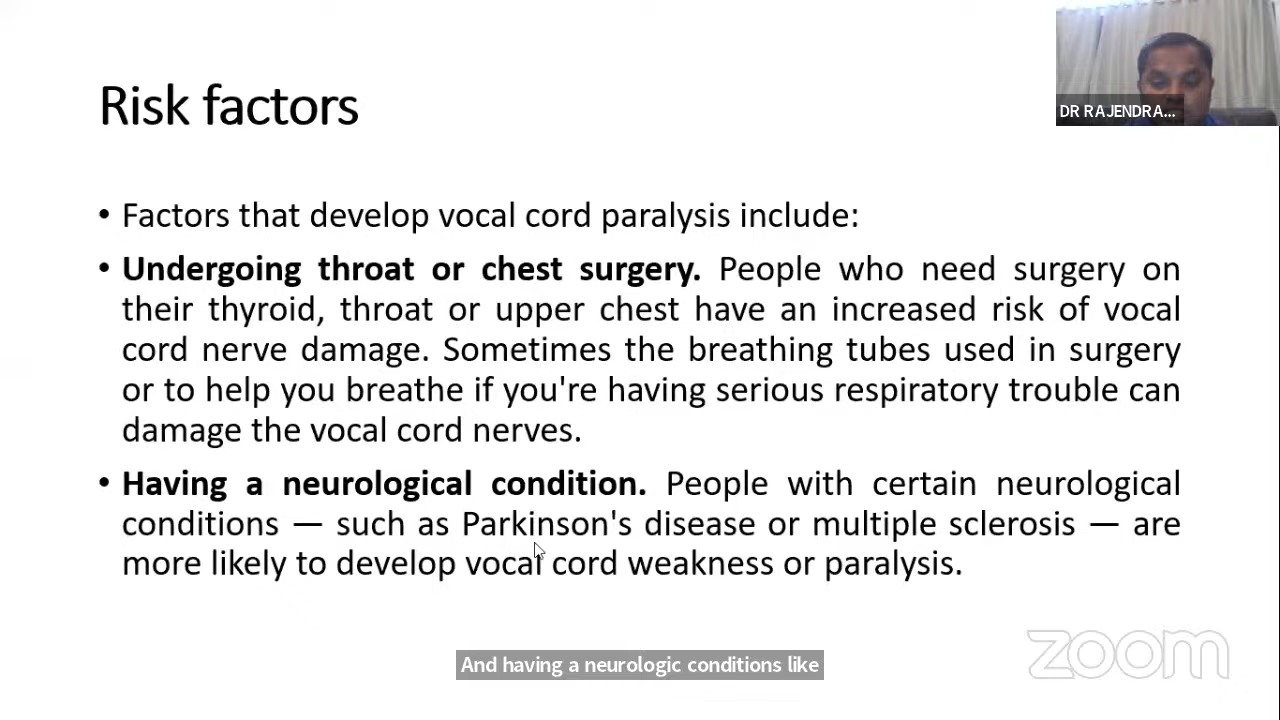 Risk factors
DR RAJENDRA...
• Factors that develop vocal cord paralysis include:
• Undergoing throat or chest surgery. People who need surgery on
their thyroid, throat or upper chest have an increased risk of vocal
cord nerve damage. Sometimes the breathing tubes used in surgery
or to help you breathe if you're having serious respiratory trouble can
damage the vocal cord nerves.
• Having a neurological condition. People with certain neurological
conditions — such as Parkinson's disease or multiple sclerosis — are
more likely to develop vocal cord weakness or paralysis.
And having a neurologic conditions like
zoom